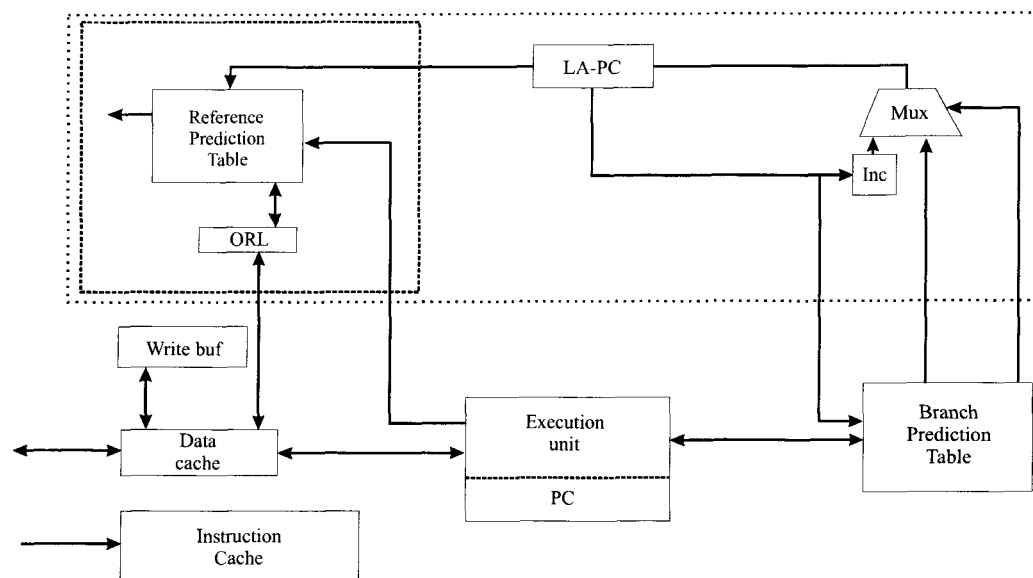 LA-PC
Mux
Reference
Prediction
Table
Inc
ORL
Write buf
Data
cache
Execution
unit
PC
Branch
Prediction
Table
Instruction
Cache